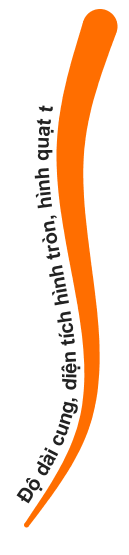 Độ dài cung, diện tích hình tròn, hình quạt t